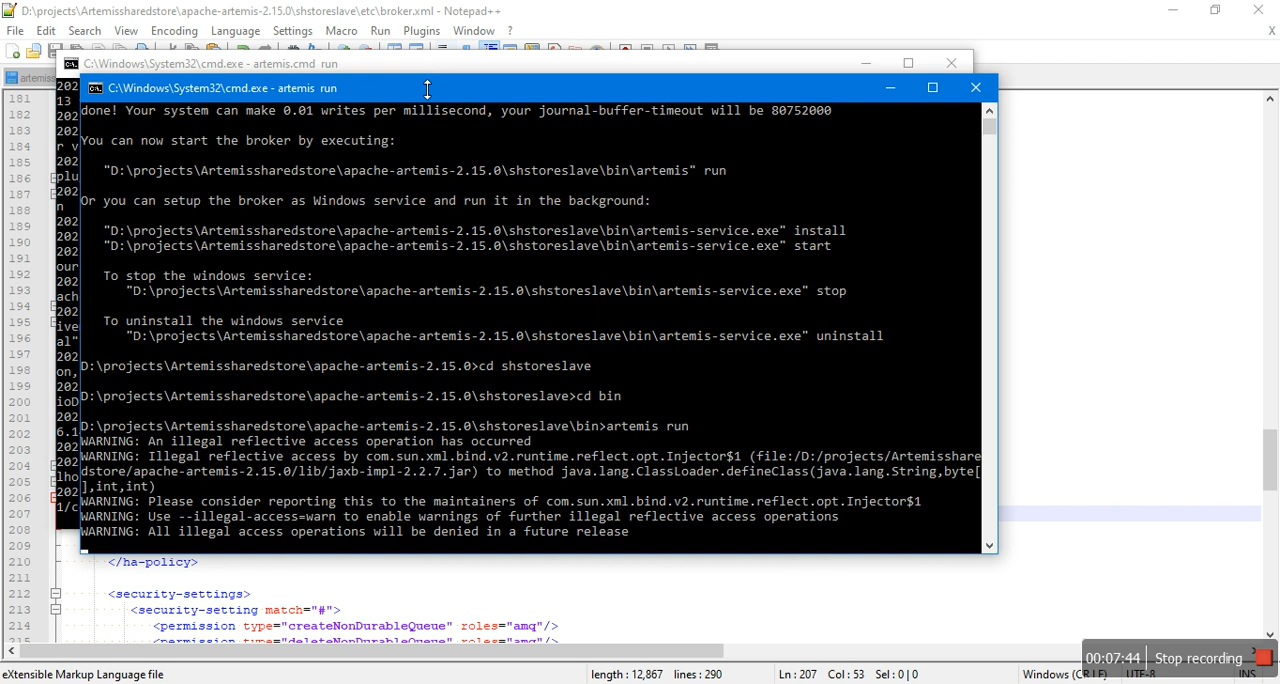 D:\projects\Artemissharedstore\apache-artemis-2.15.0\shstoreslave\etc\broker.xml - Notepad++
File Edit Search View Encoding Language Settings Macro Run Plugins Window ?
X
C:\Windows\System32\cmd.exe - artemis.cmd run
artemiss
C:\Windows\System32\cmd.exe - artemis run
done! Your system can make 0.01 writes per millisecond, your journal-buffer-timeout will be 80752000
You can now start the broker by executing:
"D:\projects\Artemissharedstore\apache-artemis-2.15.0\shstoreslave\bin\artemis" run
Or you can setup the broker as Windows service and run it in the background:
"D:\projects\Artemissharedstore\apache-artemis-2.15.0\shstoreslave\bin\artemis-service.exe" install
"D:\projects\Artemissharedstore\apache-artemis-2.15.0\shstoreslave\bin\artemis-service.exe" start
To stop the windows service:
"D:\projects\Artemissharedstore\apache-artemis-2.15.0\shstoreslave\bin\artemis-service.exe" stop
To uninstall the windows service
"D:\projects\Artemissharedstore\apache-artemis-2.15.0\shstoreslave\bin\artemis-service.exe" uninstall
D:\projects\Artemissharedstore\apache-artemis-2.15.0>cd shstoreslave
D:\projects\Artemissharedstore\apache-artemis-2.15.0\shstoreslave>cd bin
D:\projects\Artemissharedstore\apache-artemis-2.15.0\shstoreslave\bin>artemis run
WARNING: An illegal reflective access operation has occurred
WARNING: Illegal reflective access by com.sun.xml.bind.v2.runtime.reflect.opt.Injector$1 (file:/D:/projects/Artemisshare
dstore/apache-artemis-2.15.0/lib/jaxb-impl-2.2.7.jar) to method java.lang.ClassLoader.defineClass(java.lang.String,byte[
],int,int)
WARNING: Please consider reporting this to the maintainers of com.sun.xml.bind.v2.runtime.reflect.opt.Injector$1
WARNING: Use --illegal-access=warn to enable warnings of further illegal reflective access operations
WARNING: All illegal access operations will be denied in a future release
181
182
183
184
185
186
187
188
189
190
191
192
193
194
195
196
197
198
199
200
201
202
203
204
205
206
207
208
209
210 </ha-policy>
211
212 <security-settings>
213 <security-setting match="#">
214 <permission type="createNonDurableQueue" roles="amq"/>
215 <permission type="deleteNonDurableQueue" roles="amq"/>
00:07:44 Stop recording
eXtensible Markup Language file length : 12,867 lines : 290 Ln : 207 Col : 53 Sel : 0 | 0 Windows (CR LF) UTF-8 INS